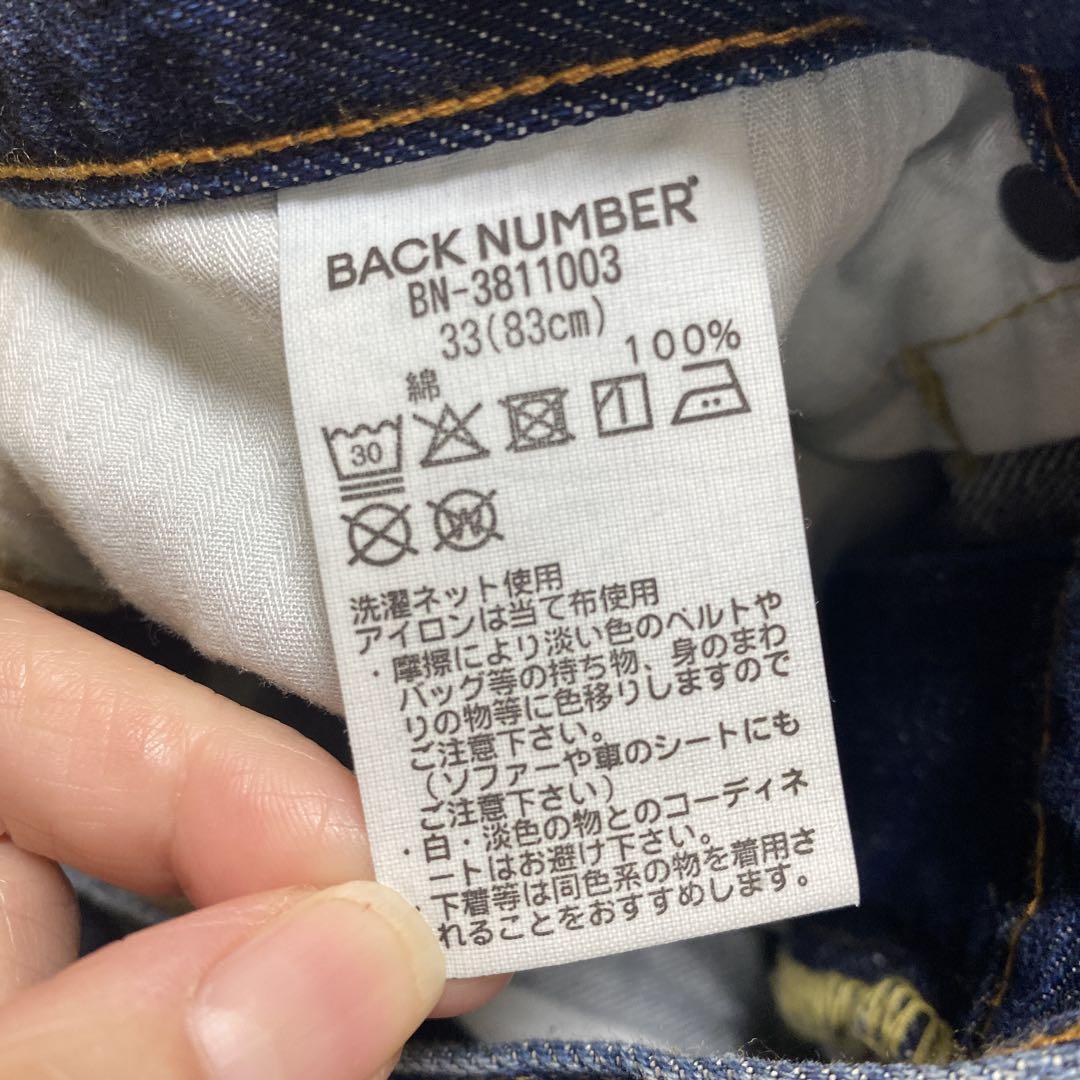 BACK NUMBER®
BN-3811003
33(83cm)
綿 100%
30
W
洗濯ネット使用
アイロンは当て布使用
・摩擦により淡い色のベルトや
バッグ等の持ち物、身のまわ
りの物等に色移りしますので
ご注意下さい。
(ソファーや車のシートにも
ご注意下さい)
・白・淡色の物とのコーディネ
ートはお避け下さい。
・下着等は同色系の物を着用さ
れることをおすすめします。